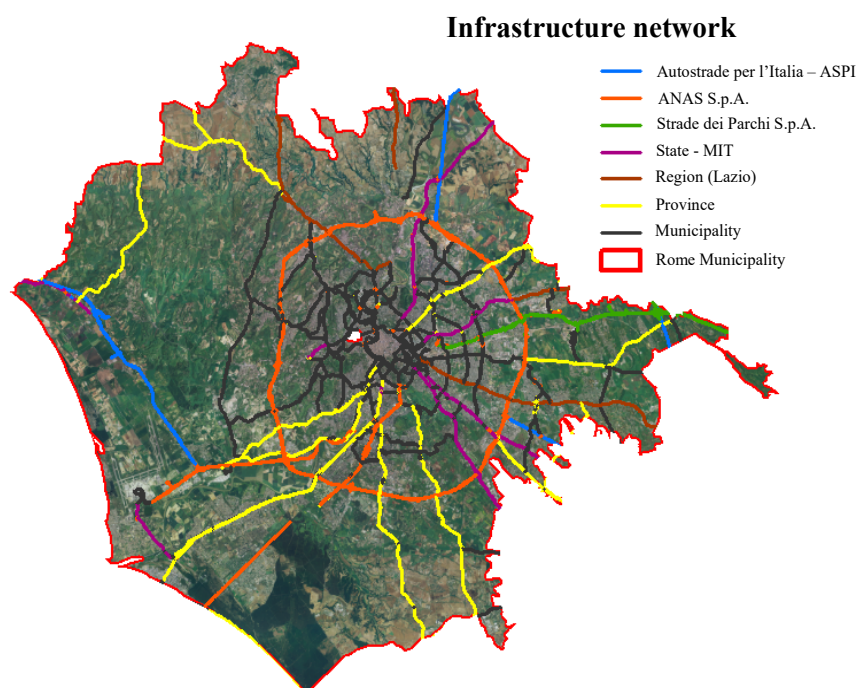 Infrastructure network
Autostrade per l'Italia – ASPI
ANAS S.p.A.
Strade dei Parchi S.p.A.
State - MIT
Region (Lazio)
Province
Municipality
Rome Municipality